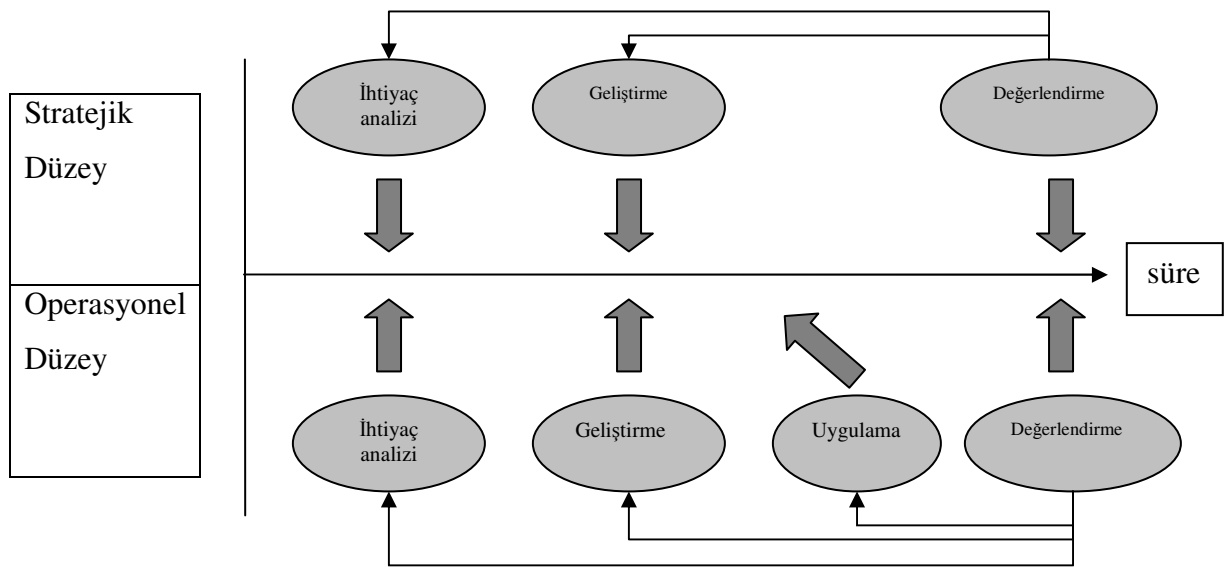 İhtiyaç
analizi
Geliştirme
Değerlendirme
Stratejik
Düzey
süre
Operasyonel
Düzey
İhtiyaç
analizi
Geliştirme
Uygulama
Değerlendirme